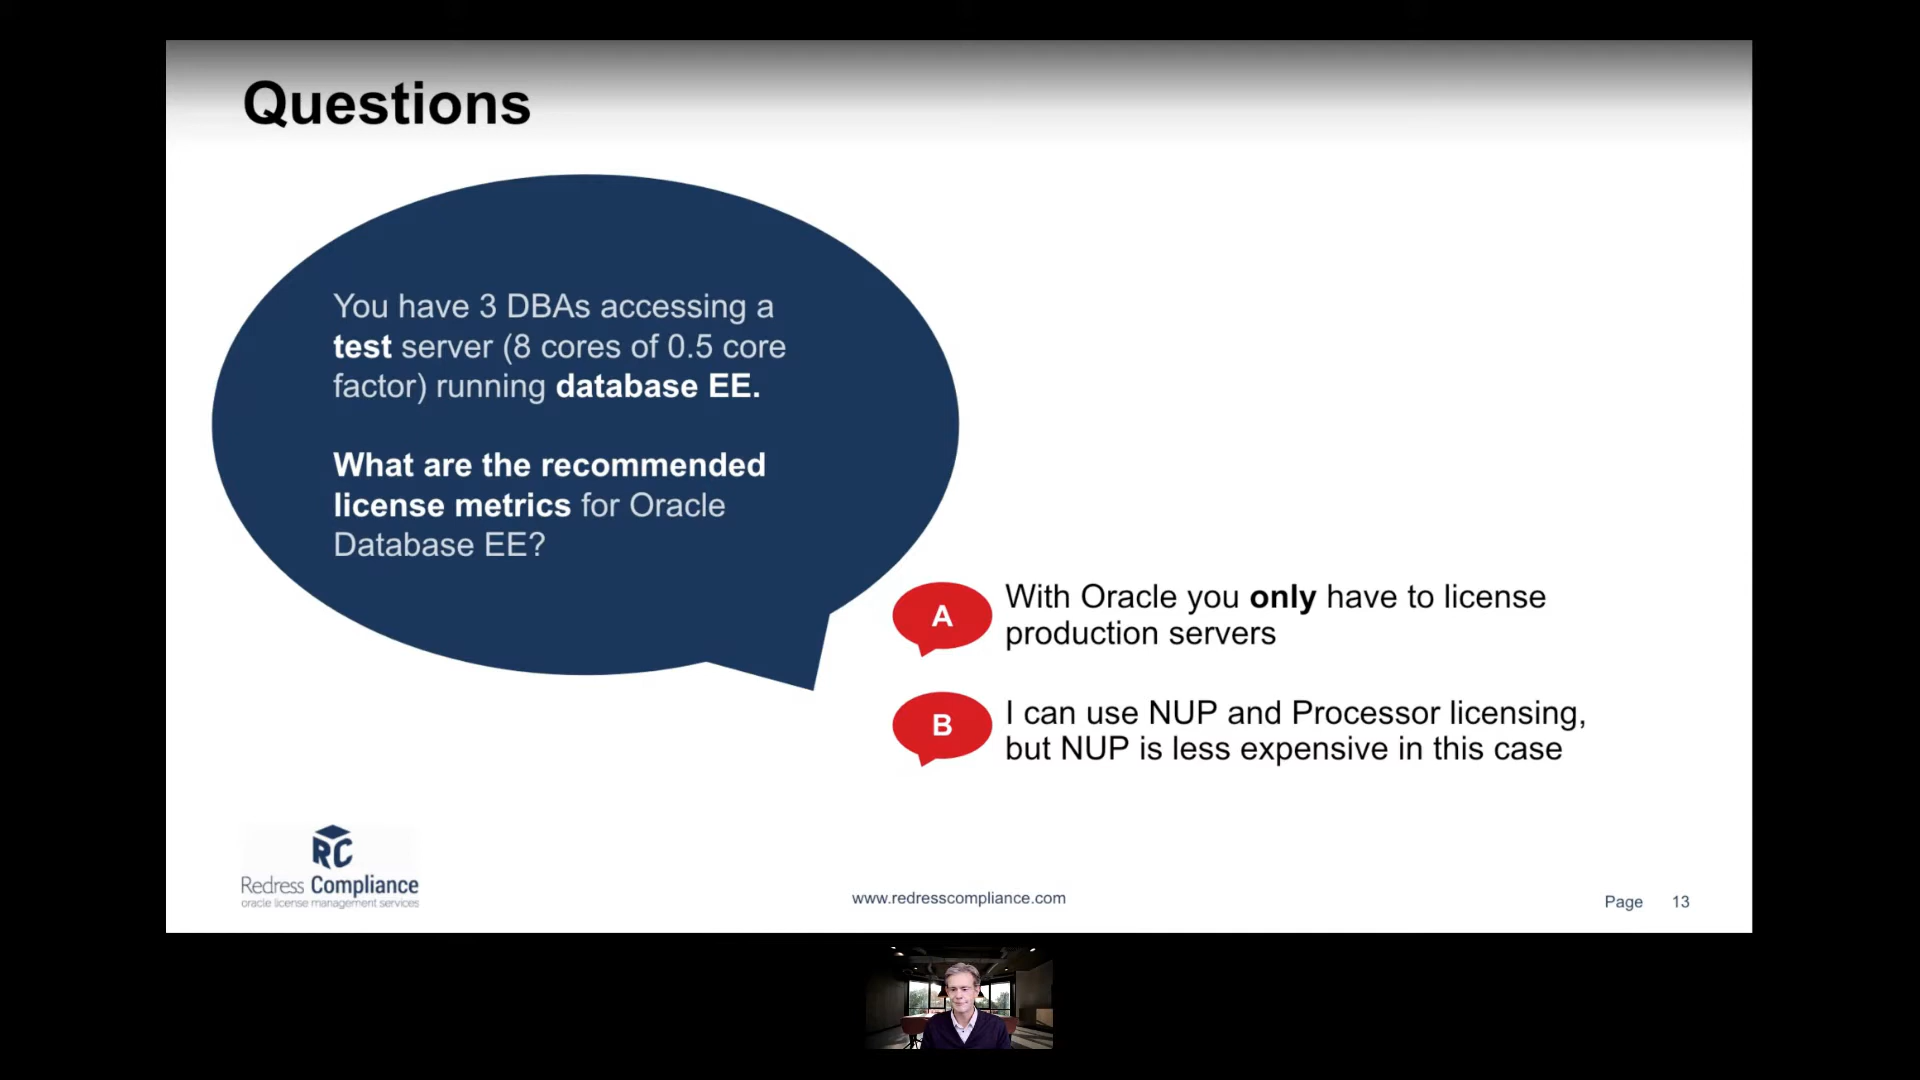 Questions
You have 3 DBAs accessing a
test server (8 cores of 0.5 core
factor) running database EE.
What are the recommended
license metrics for Oracle
Database EE?
A
With Oracle you only have to license
production servers
B
I can use NUP and Processor licensing,
but NUP is less expensive in this case
RC
Redress Compliance
oracle license management services
www.redresscompliance.com
Page 13